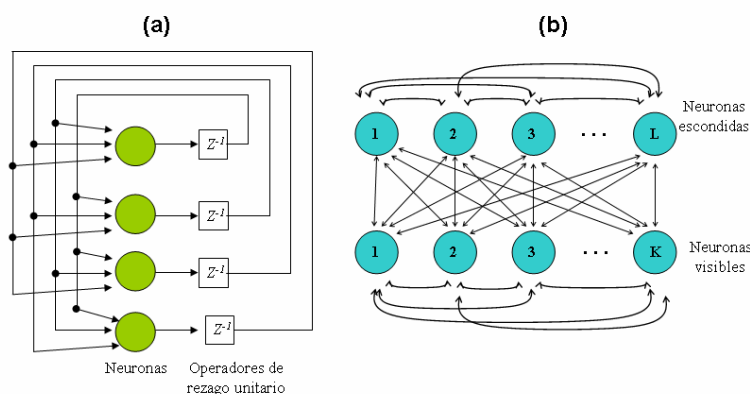 (a)
Z-1
Z-1
Z-1
Z-1
Neuronas
Operadores de
rezago unitario
(b)
Neuronas
escondidas
1 2 3 ... L
1 2 3 ... K
Neuronas
visibles